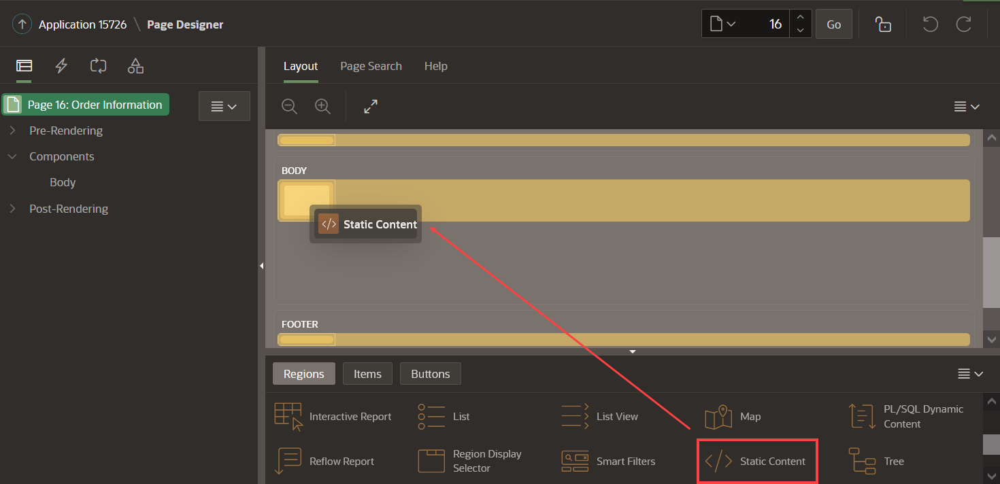 Application 15726 \ Page Designer
16
Go
Layout
Page Search
Help
Page 16: Order Information
Pre-Rendering
Components
Body
Post-Rendering
BODY
</> Static Content
FOOTER
Regions
Items
Buttons
Interactive Report
List
List View
Map
PL/SQL Dynamic
Content
Reflow Report
Region Display
Selector
Smart Filters
</> Static Content
Tree